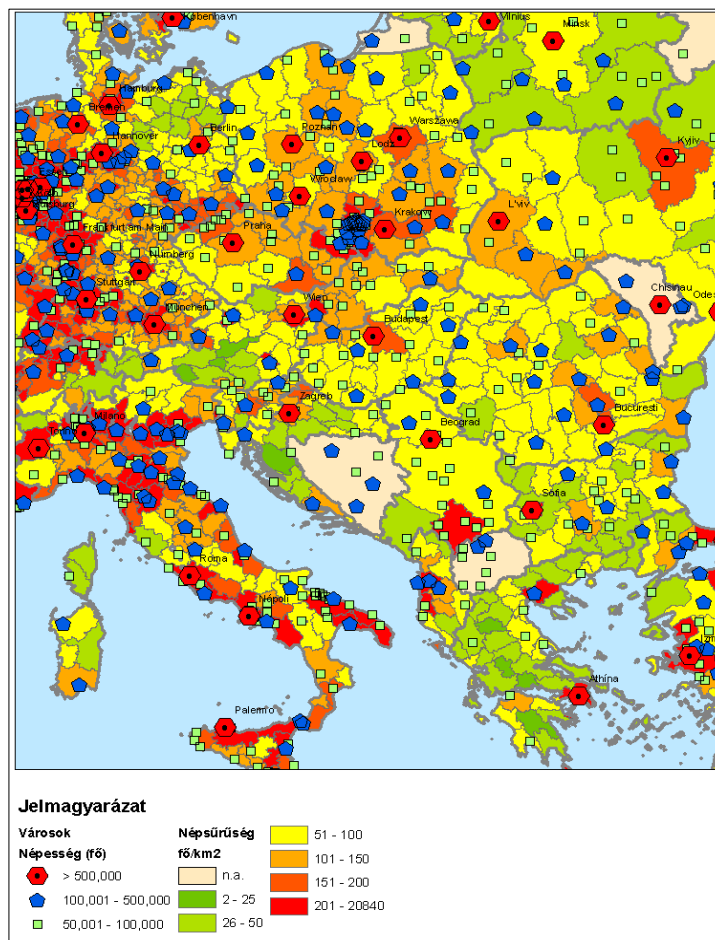 København
Vilnius
Minsk
Hamburg
Bremen
Hannover
Berlin
Poznan
Warszawa
Lodz
Kyjiv
Wroclaw
L'viv
Krakow
Praha
Frankfurt am Main
Nürnberg
Stuttgart
München
Wien
Budapest
Chisinau
Zagreb
Milano
Bucuresti
Beograd
Sofia
Roma
Nápoli
Athína
Palermo
Jelmagyarázat
Városok
Népesség (fő)
> 500,000
100,001 - 500,000
50,001 - 100,000
Népsűrűség
fő/km2
n.a.
2 - 25
26 - 50
51 - 100
101 - 150
151 - 200
201 - 20840